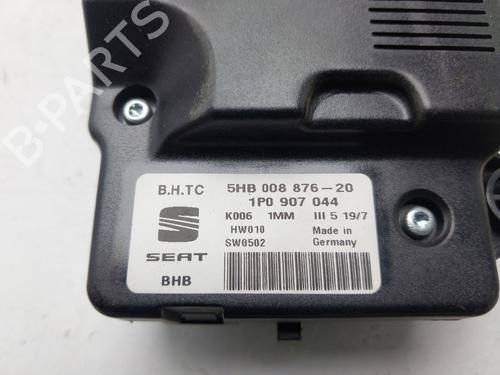 B-PARTS
B.H.TC 5HB 008 876-20
1P0 907 044
K006 1MM III 5 19/7
HW010 Made in
SW0502 Germany
SEAT
BHB